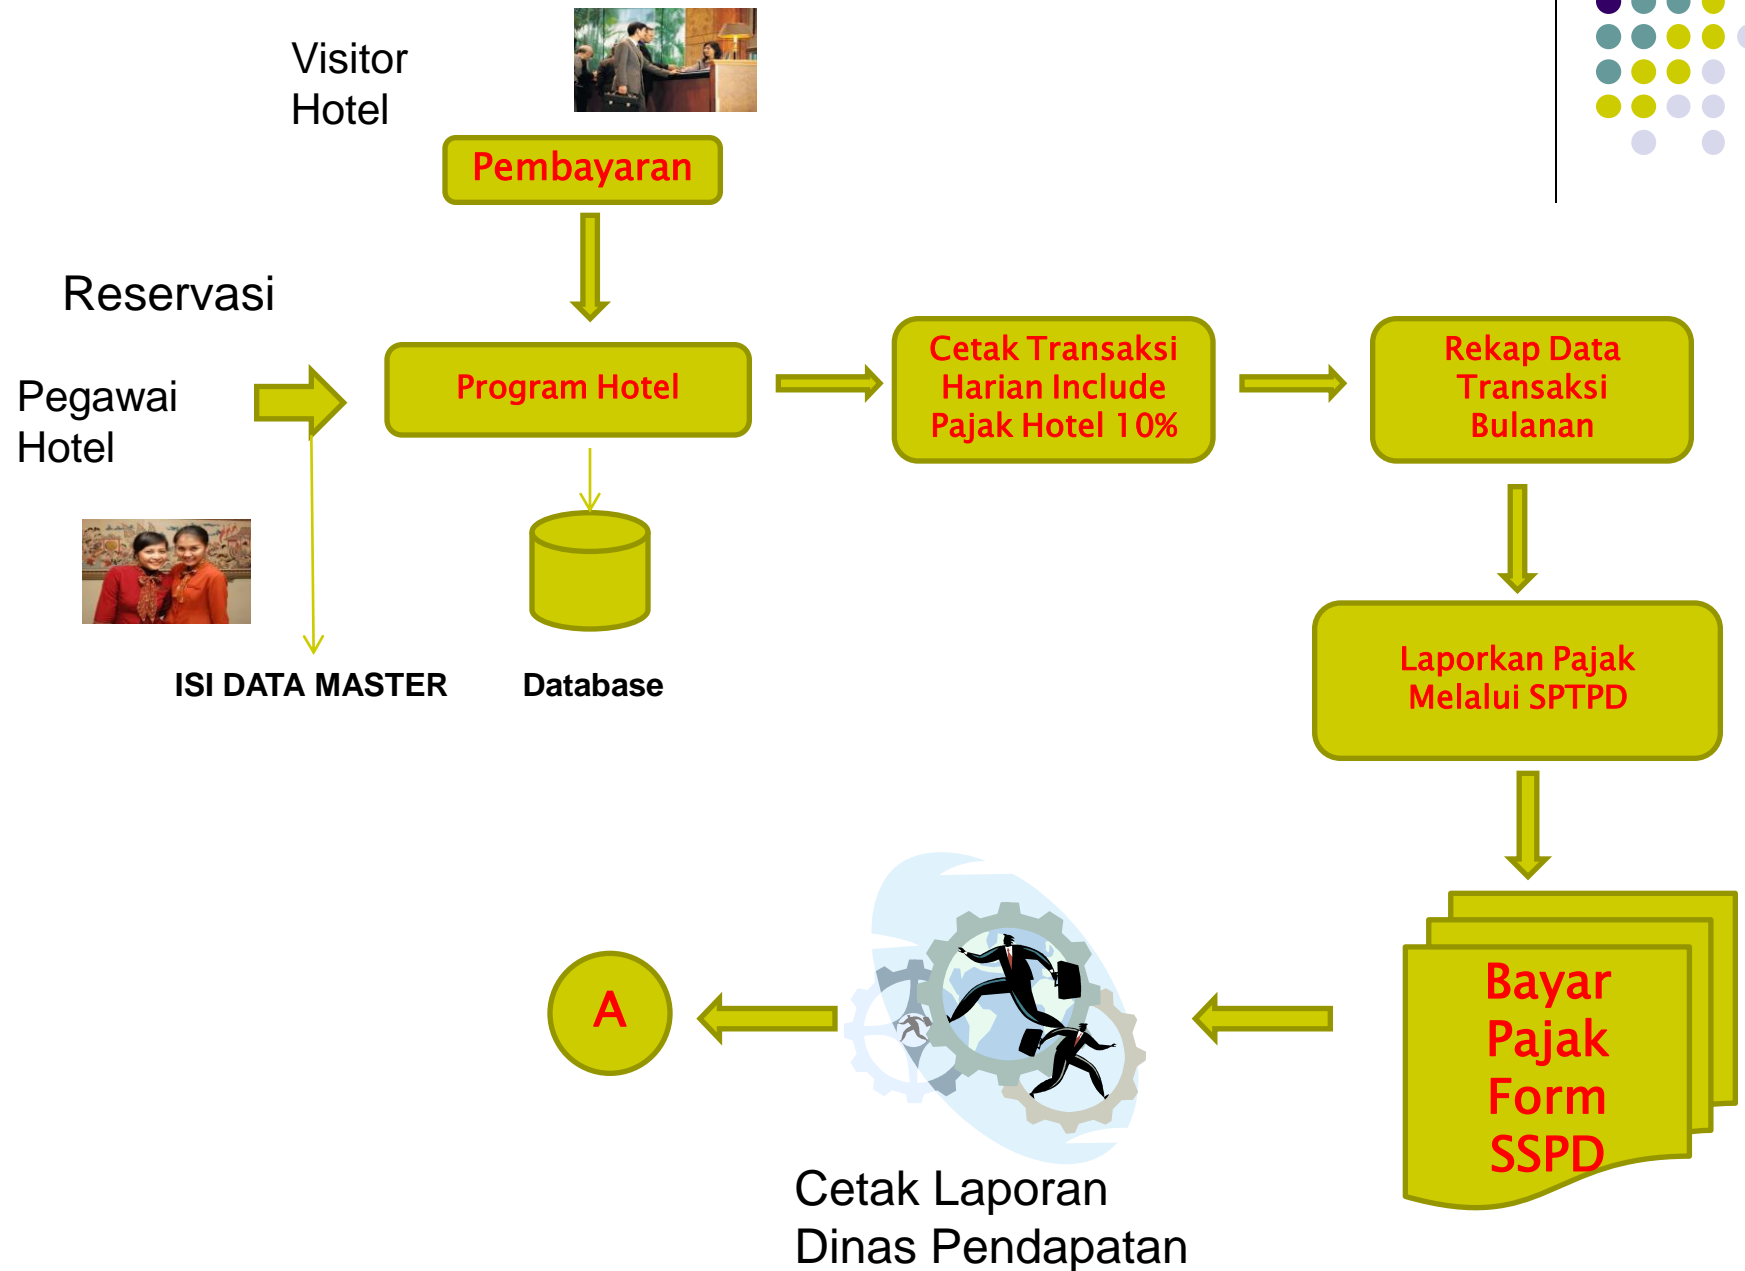 Visitor
Hotel
Pembayaran
Reservasi
Pegawai
Hotel
Program Hotel
Cetak Transaksi
Harian Include
Pajak Hotel 10%
Rekap Data
Transaksi
Bulanan
ISI DATA MASTER
Database
Laporkan Pajak
Melalui SPTPD
Bayar
Pajak
Form
SSPD
A
Cetak Laporan
Dinas Pendapatan